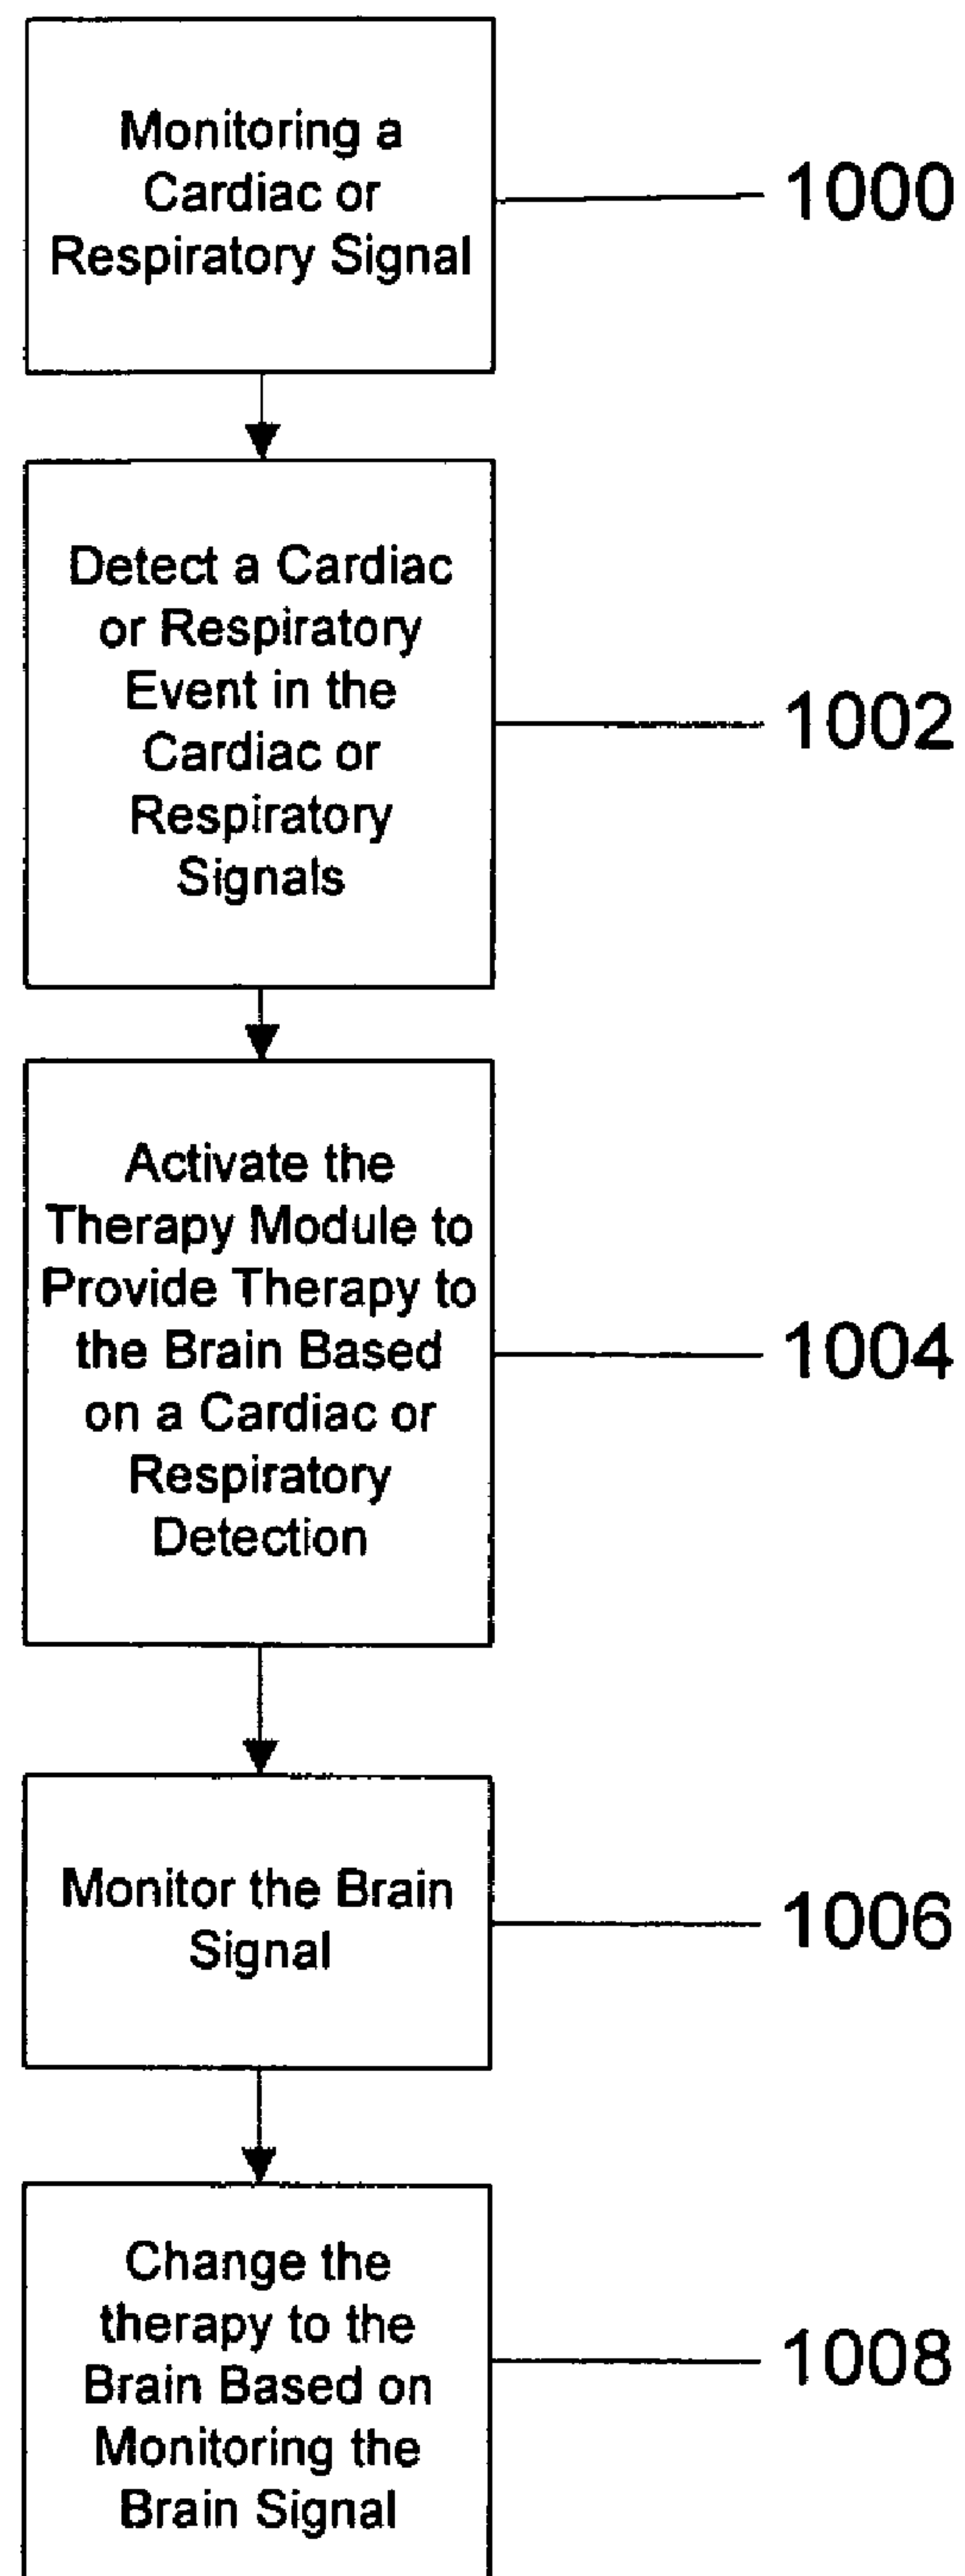 Monitoring a
Cardiac or
Respiratory Signal
1000
Detect a Cardiac
or Respiratory
Event in the
Cardiac or
Respiratory
Signals
1002
Activate the
Therapy Module to
Provide Therapy to
the Brain Based
on a Cardiac or
Respiratory
Detection
1004
Monitor the Brain
Signal
1006
Change the
therapy to the
Brain Based on
Monitoring the
Brain Signal
1008